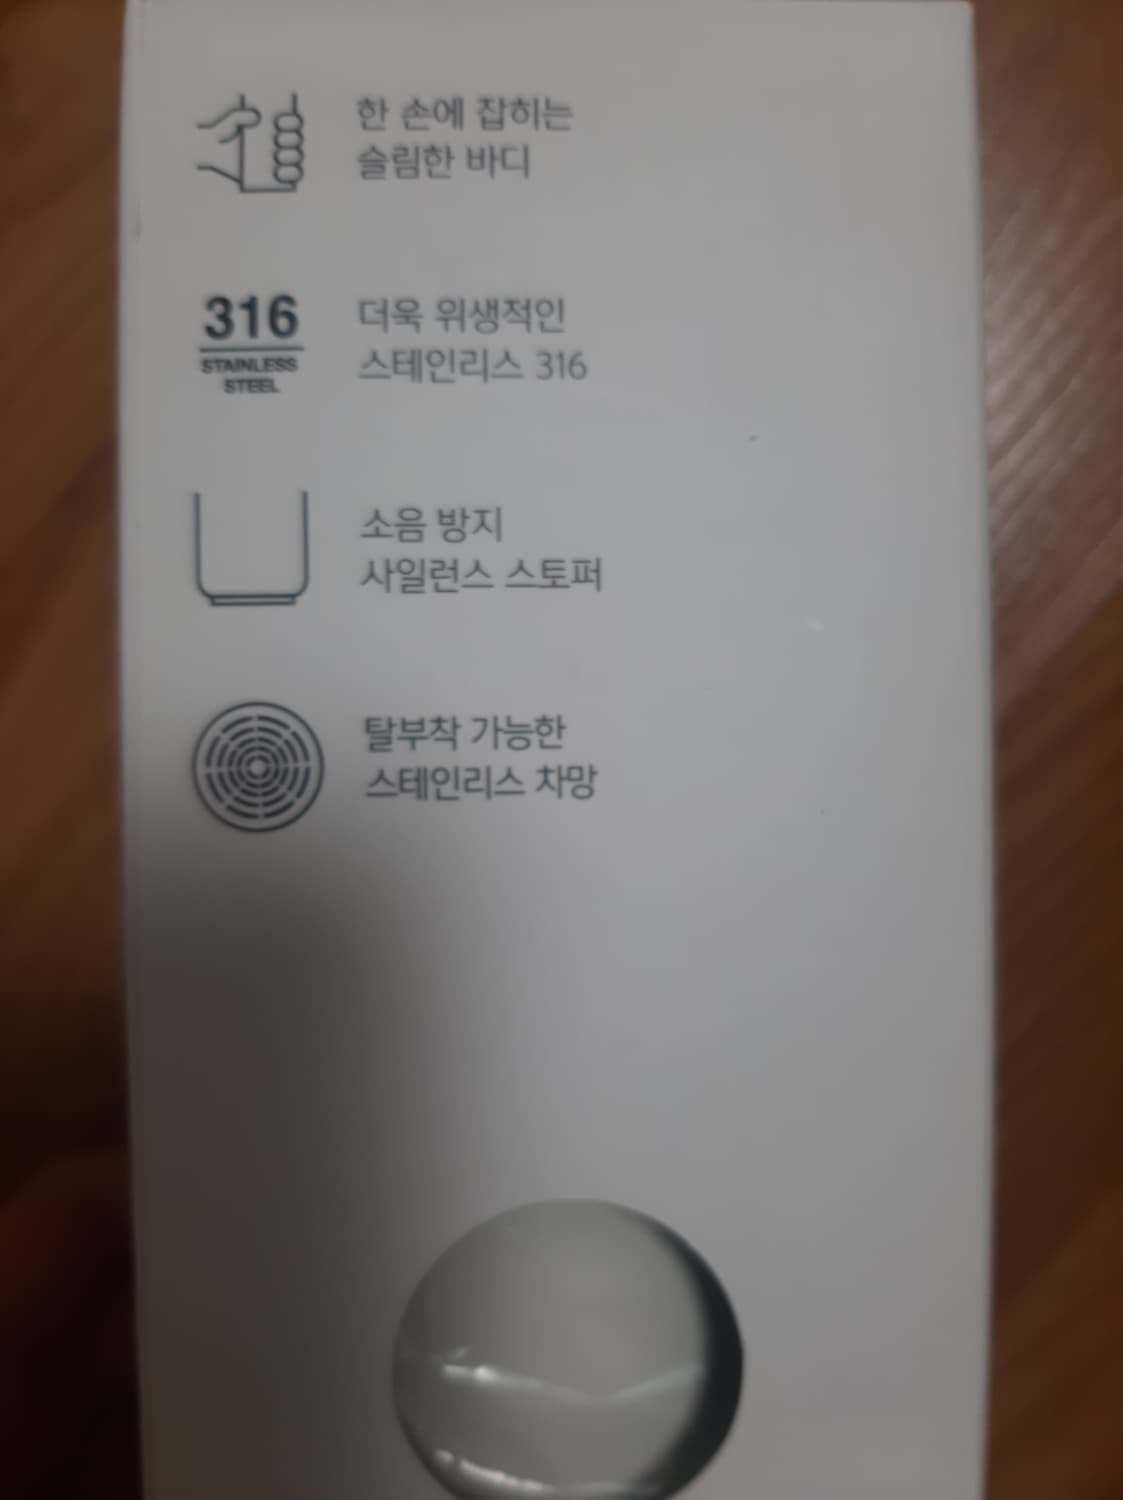 한 손에 잡히는
슬림한 바디
316
STAINLESS
STEEL
더욱 위생적인
스테인리스 316
소음 방지
사일런스 스토퍼
탈부착 가능한
스테인리스 차망